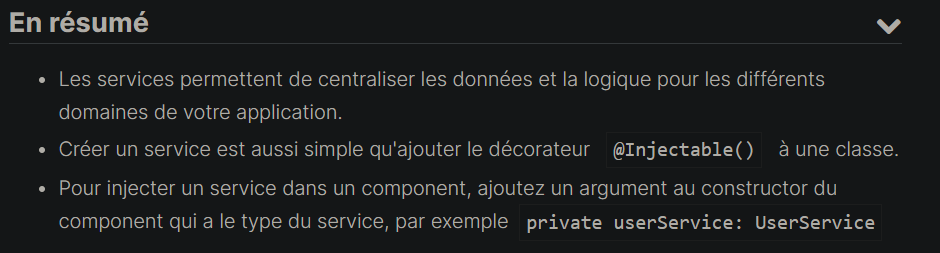 En résumé
• Les services permettent de centraliser les données et la logique pour les différents
domaines de votre application.
• Créer un service est aussi simple qu'ajouter le décorateur @Injectable() à une classe.
• Pour injecter un service dans un component, ajoutez un argument au constructor du
component qui a le type du service, par exemple private userService: UserService